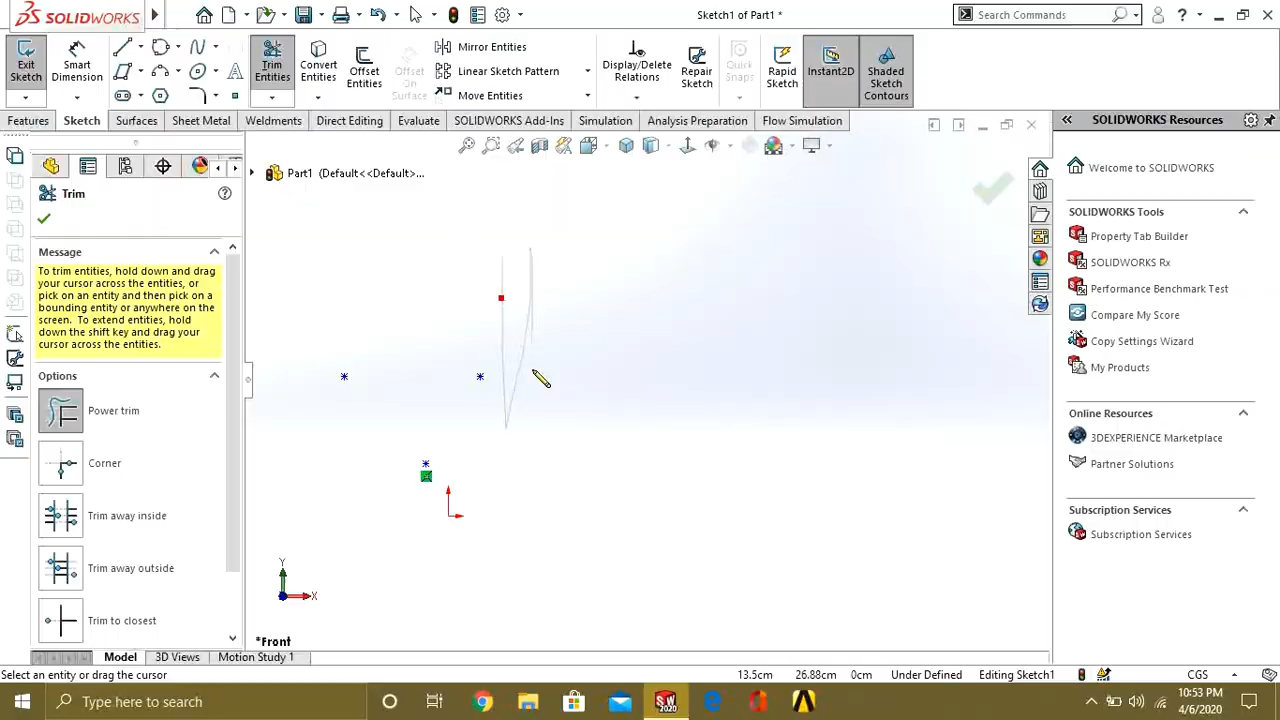 SOLIDWORKS
Sketch1 of Part1 *
Search Commands
?
Exit Sketch
Smart Dimension
Trim Entities
Convert Entities
Offset Entities
Offset On Surface
Mirror Entities
Linear Sketch Pattern
Move Entities
Display/Delete Relations
Repair Sketch
Quick Snaps
Rapid Sketch
Instant2D
Shaded Sketch Contours
Features
Sketch
Surfaces
Sheet Metal
Weldments
Direct Editing
Evaluate
SOLIDWORKS Add-Ins
Simulation
Analysis Preparation
Flow Simulation
Trim
Message
To trim entities, hold down and drag
your cursor across the entities, or
pick on an entity and then pick on a
bounding entity or anywhere on the
screen. To extend entities, hold
down the shift key and drag your
cursor across the entities.
Options
Power trim
Corner
Trim away inside
Trim away outside
Trim to closest
Part1 (Default<<Default>...
Y
X
*Front
SOLIDWORKS Resources
Welcome to SOLIDWORKS
SOLIDWORKS Tools
Property Tab Builder
SOLIDWORKS Rx
Performance Benchmark Test
Compare My Score
Copy Settings Wizard
My Products
Online Resources
3DEXPERIENCE Marketplace
Partner Solutions
Subscription Services
Subscription Services
Model
3D Views
Motion Study 1
Select an entity or drag the cursor
13.5cm
26.88cm
0cm
Under Defined
Editing Sketch1
CGS
Type here to search
10:53 PM
4/6/2020